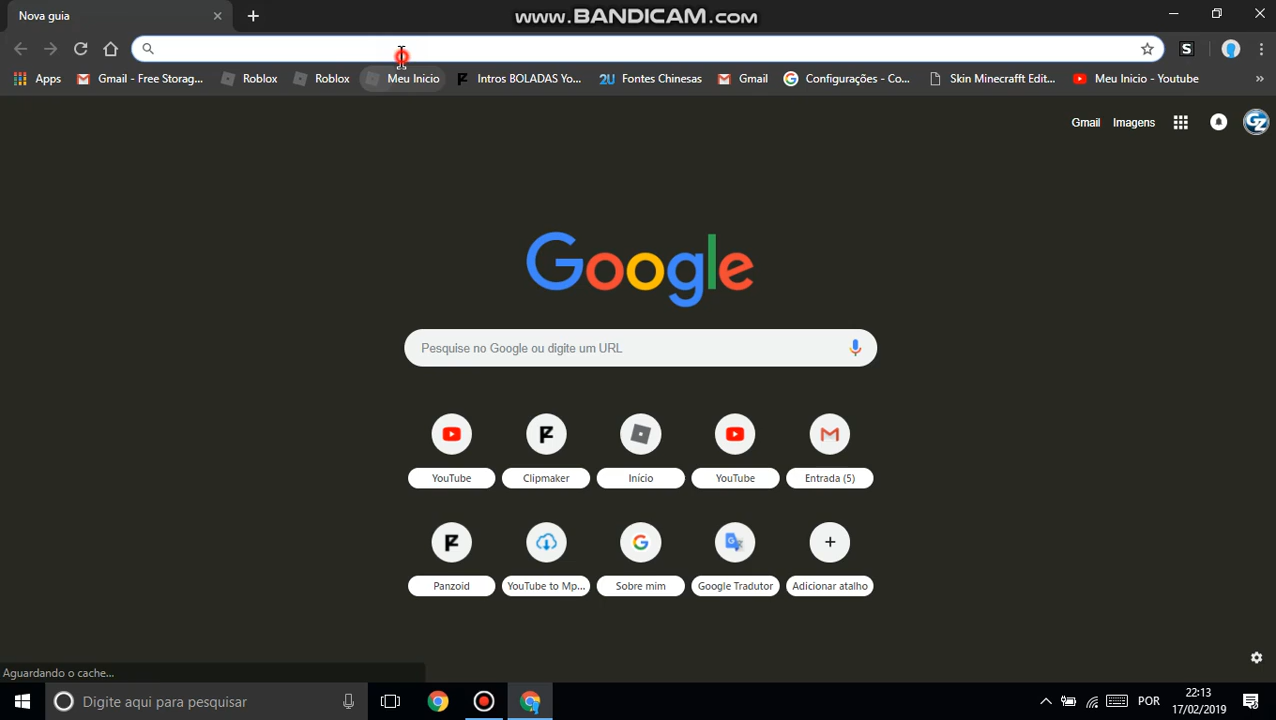 Nova guia
www.BANDICAM.com
Apps
Gmail - Free Storag...
Roblox
Roblox
Meu Inicio
Intros BOLADAS Yo...
2U Fontes Chinesas
Gmail
Configurações - Co...
Skin Minecrafft Edit...
Meu Início - Youtube
»
Gmail Imagens
GZ
Google
Pesquise no Google ou digite um URL
YouTube
Clipmaker
Início
YouTube
Entrada (5)
Panzoid
YouTube to Mp...
Sobre mim
Google Tradutor
Adicionar atalho
Aguardando o cache...
Digite aqui para pesquisar
POR
22:13
17/02/2019